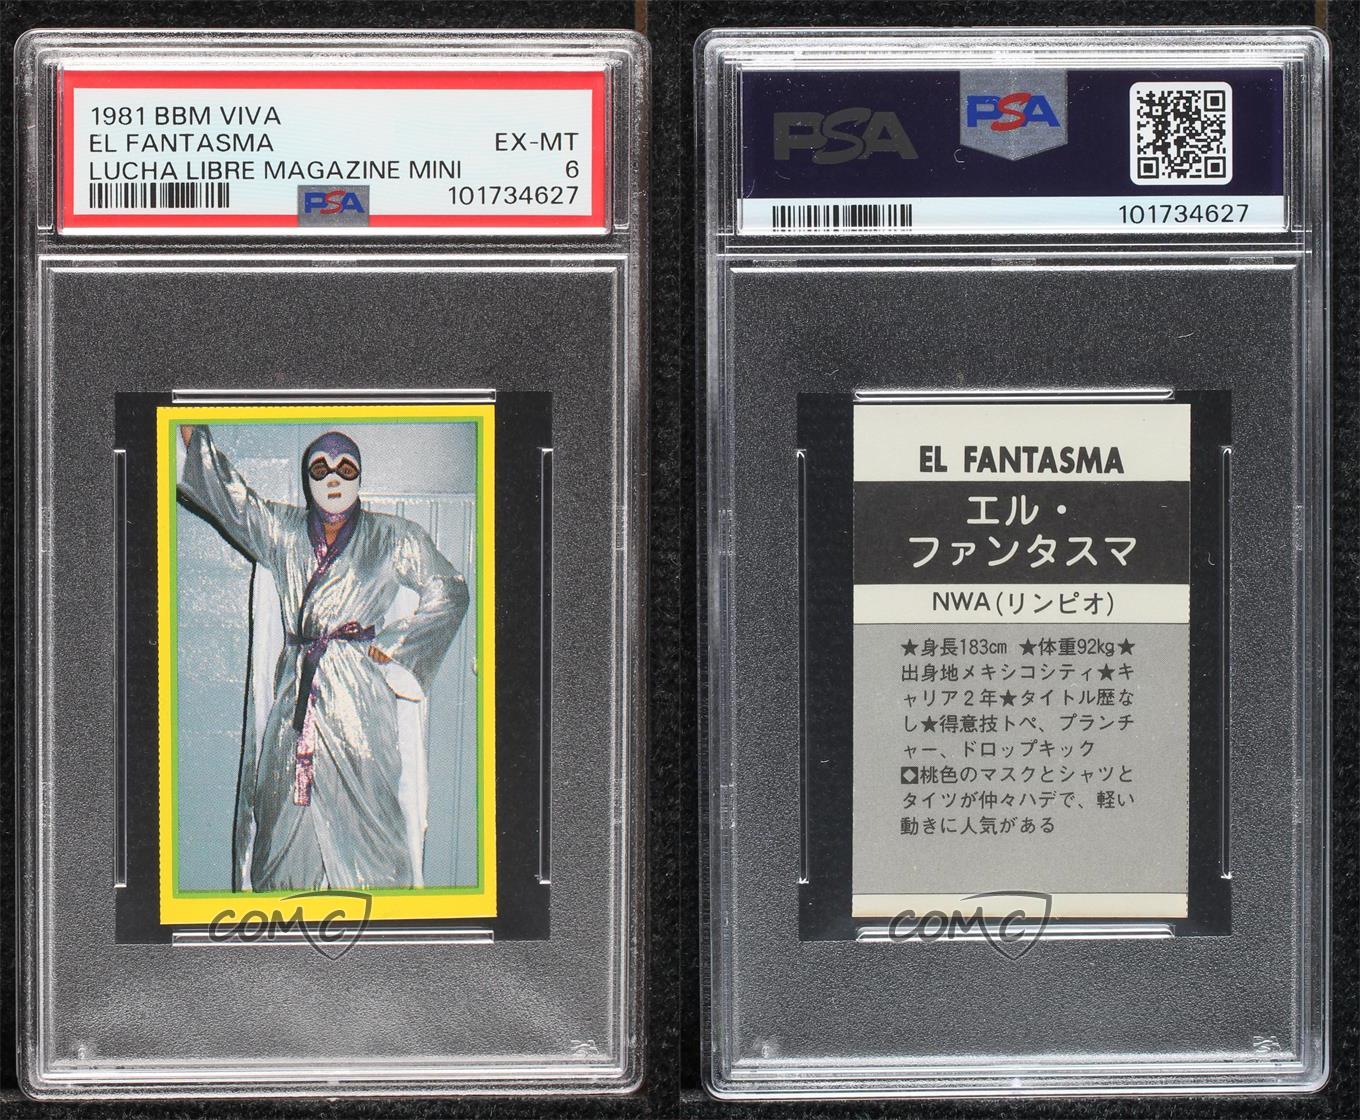 1981 BBM VIVA
EL FANTASMA EX-MT
LUCHA LIBRE MAGAZINE MINI 6
PSA 101734627
COMC
PSA PSA
101734627
EL FANTASMA
エル・
ファンタスマ
NWA(リンピオ)
★身長183cm ★体重92kg★
出身地メキシコシティ★キ
ャリア2年★タイトル歴な
し★得意技トペ、プランチ
ャー、ドロップキック
◆桃色のマスクとシャツと
タイツが仲々ハデで、軽い
動きに人気がある
COMC